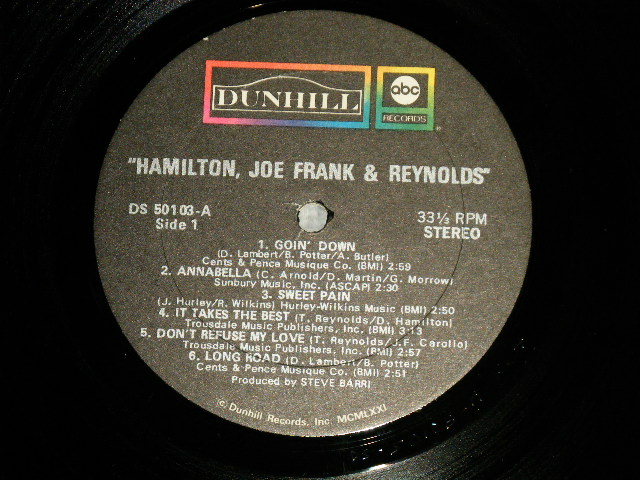 DUNHILL
abc
RECORDS
"HAMILTON, JOE FRANK & REYNOLDS"
DS 50103-A
Side 1
33⅓ RPM
STEREO
1. GOIN' DOWN
(D. Lambert/B. Potter/A. Butler)
Cents & Pence Musique Co. (BMI) 2:59
2. ANNABELLA (C. Arnold/D. Martin/G. Morrow)
Sunbury Music, Inc. (ASCAP) 2:30
3. SWEET PAIN
(J. Hurley/R. Wilkins) Hurley-Wilkins Music (BMI) 2:50
4. IT TAKES THE BEST (T. Reynolds/D. Hamilton)
Trousdale Music Publishers, Inc. (BMI) 3:13
5. DON'T REFUSE MY LOVE (T. Reynolds/J.F. Carollo)
Trousdale Music Publishers, Inc. (BMI) 2:57
6. LONG ROAD (D. Lambert/B. Potter)
Cents & Pence Musique Co. (BMI) 2:51
Produced by STEVE BARRI
(c. Dunhill Records, Inc. MCMLXXI